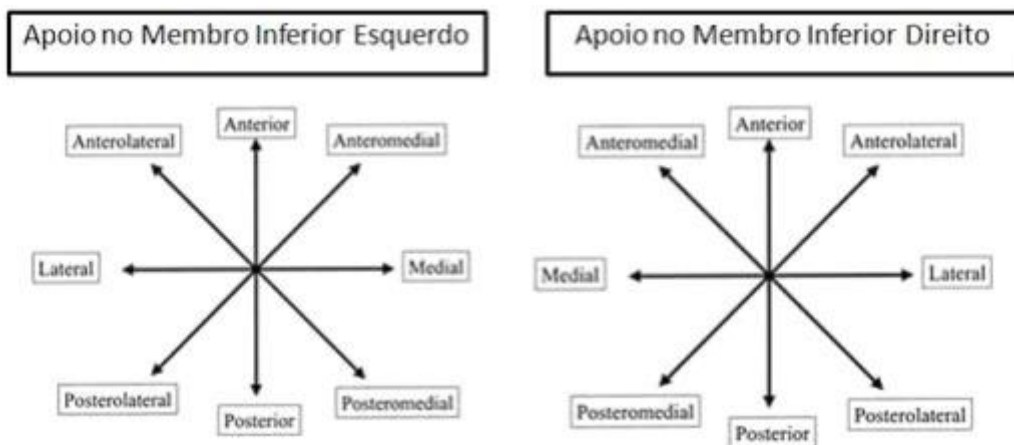 Apoio no Membro Inferior Esquerdo
Anterior
Anterolateral
Anteromedial
Lateral
Medial
Posterolateral
Posteromedial
Posterior
Apoio no Membro Inferior Direito
Anterior
Anteromedial
Anterolateral
Medial
Lateral
Posteromedial
Posterolateral
Posterior